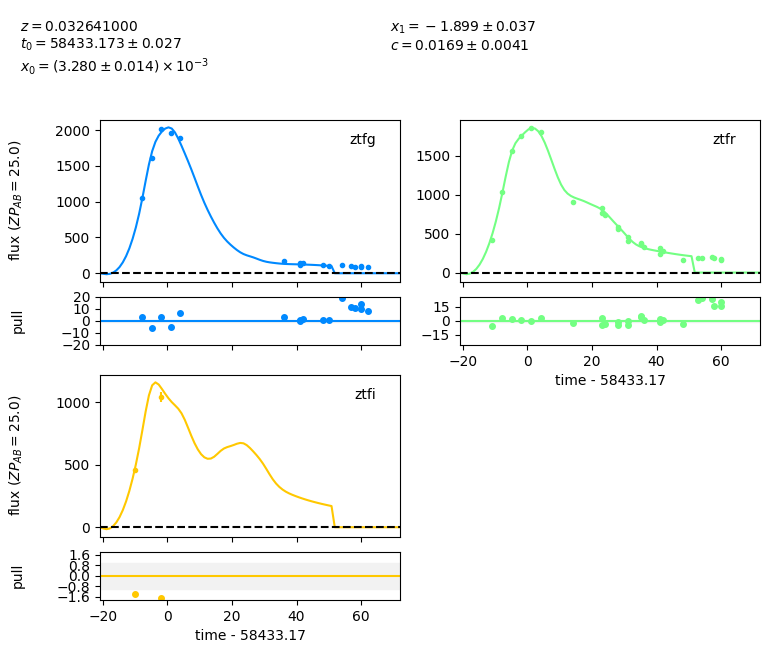 z = 0.032641000
t₀ = 58433.173 ± 0.027
x₀ = (3.280 ± 0.014) × 10⁻³
x₁ = −1.899 ± 0.037
c = 0.0169 ± 0.0041
flux (ZP_AB = 25.0)
2000
1500
1000
500
0
ztfg
1500
1000
500
0
ztfr
pull
20
10
0
−10
−20
15
0
−15
−20 0 20 40 60
time - 58433.17
flux (ZP_AB = 25.0)
1000
500
0
ztfi
pull
1.6
0.8
0.0
−0.8
−1.6
−20 0 20 40 60
time - 58433.17